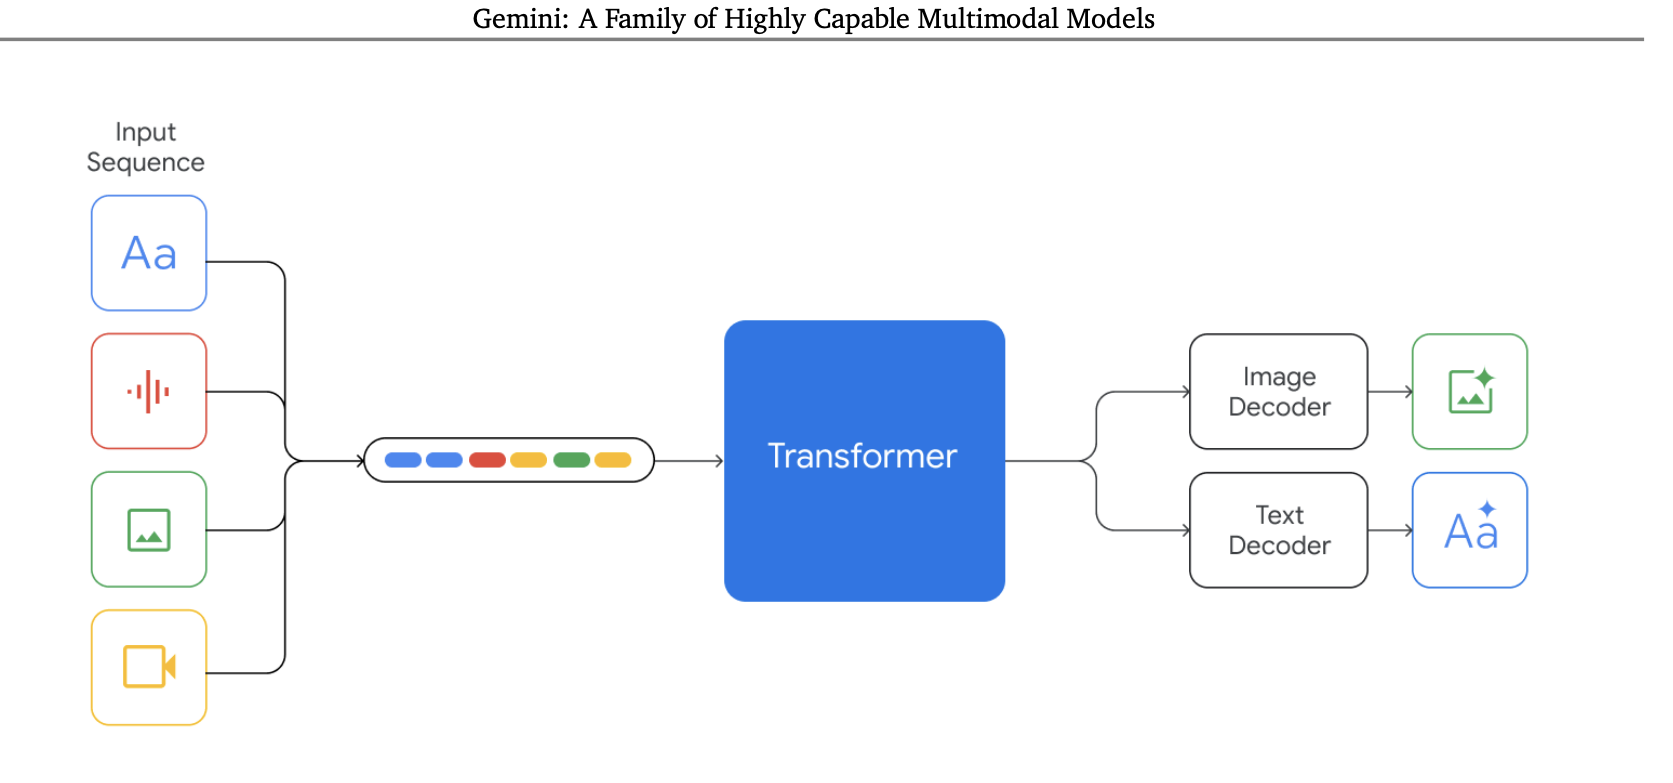 Gemini: A Family of Highly Capable Multimodal Models
Input
Sequence
Aa
Transformer
Image
Decoder
Text
Decoder
Aa